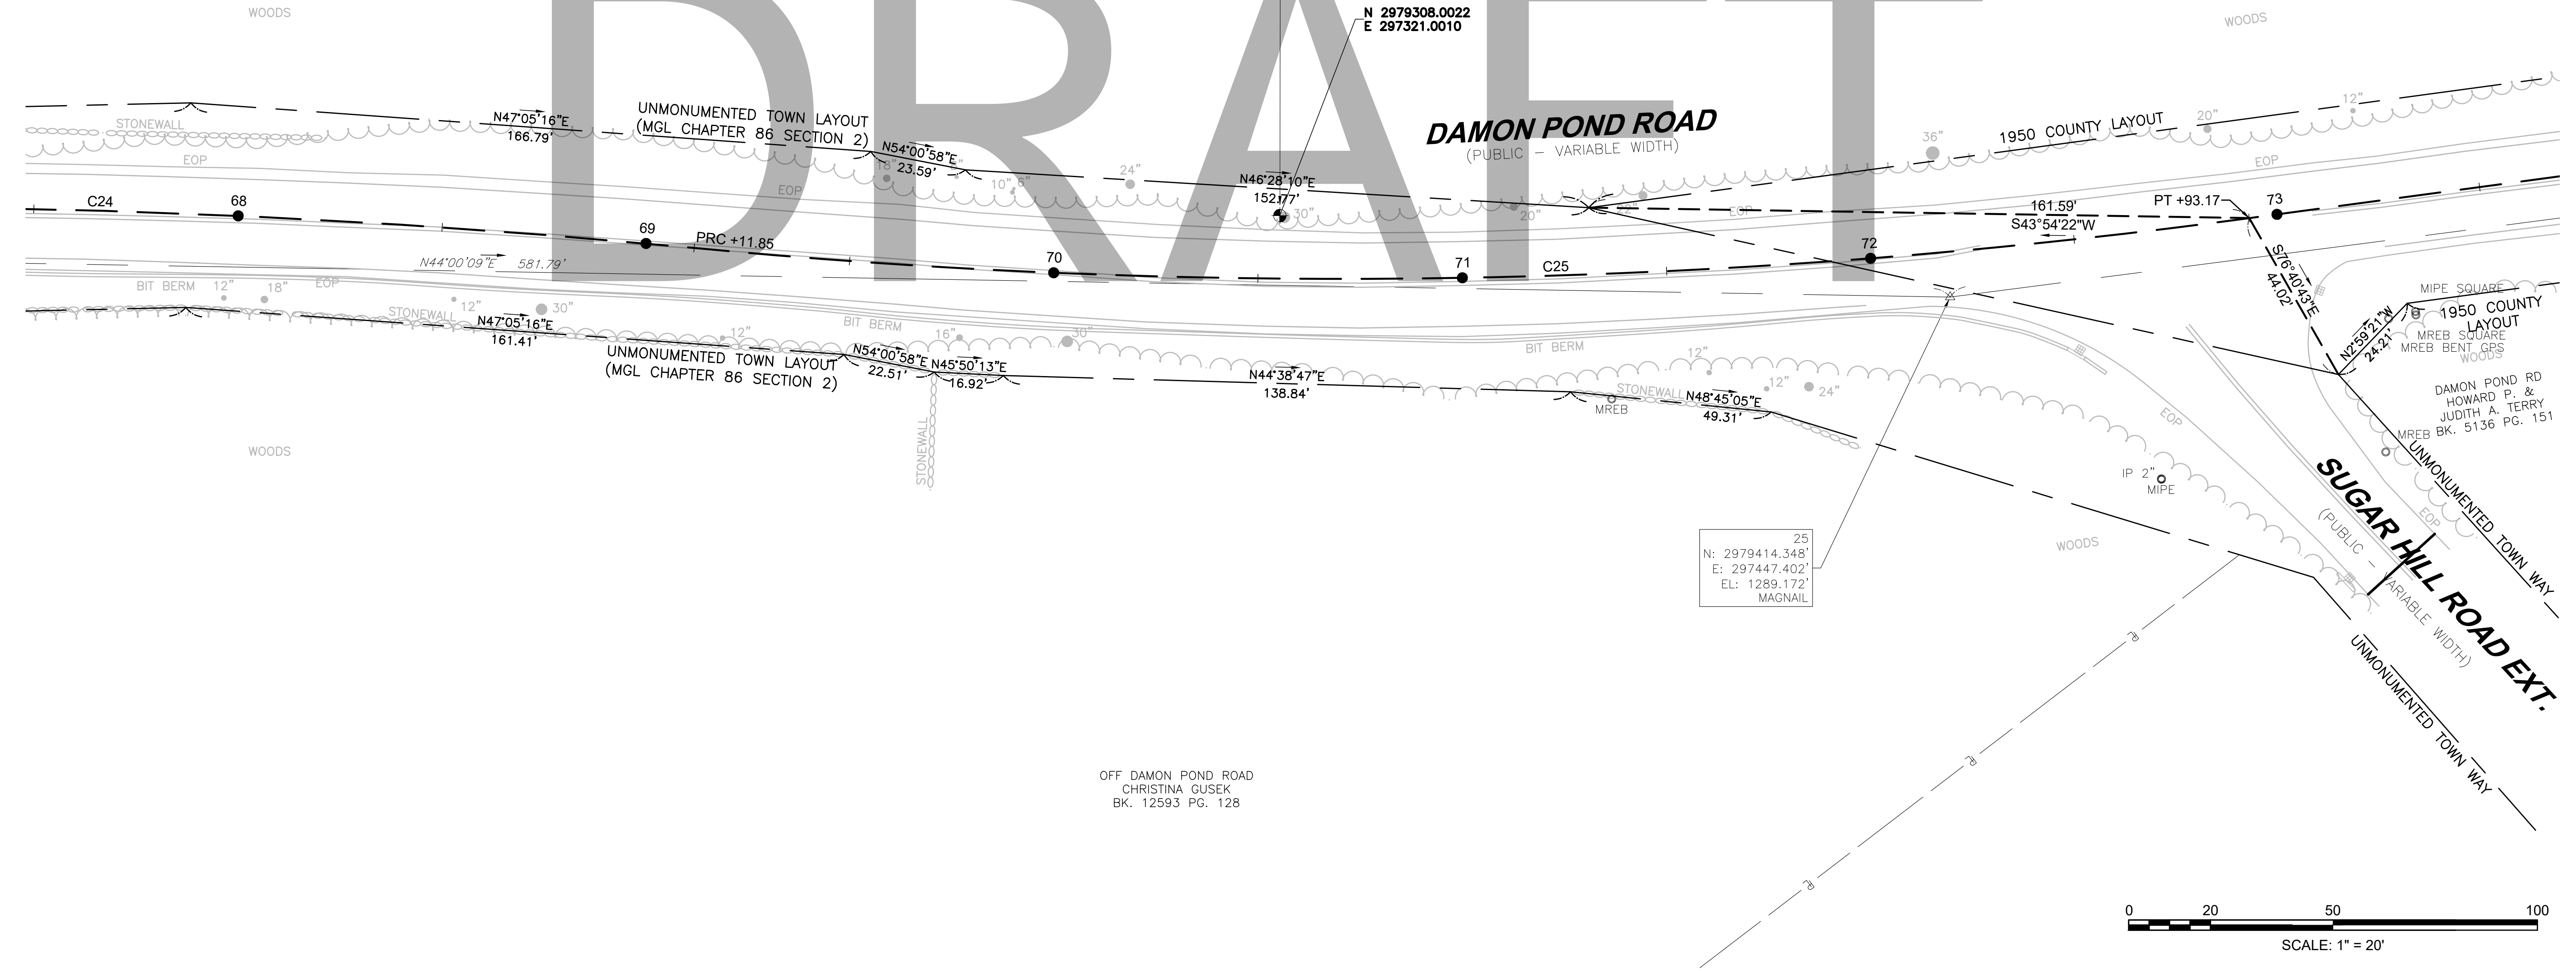 WOODS
DRAFT
N 2979308.0022
E 297321.0010
WOODS
STONEWALL
N47°05'16"E
166.79'
UNMONUMENTED TOWN LAYOUT
(MGL CHAPTER 86 SECTION 2)
N54°00'58"E
23.59'
18"
10"
6"
24"
DAMON POND ROAD
(PUBLIC – VARIABLE WIDTH)
36"
1950 COUNTY LAYOUT
20"
12"
EOP
EOP
EOP
EOP
N46°28'10"E
152.77'
30"
20"
22"
C24
68
69
PRC +11.85
70
71
C25
72
161.59'
S43°54'22"W
PT +93.17
73
N44°00'09"E 581.79'
S76°40'43"E
44.02'
BIT BERM
12"
18"
EOP
STONEWALL
12"
30"
N47°05'16"E
161.41'
UNMONUMENTED TOWN LAYOUT
(MGL CHAPTER 86 SECTION 2)
12"
BIT BERM
16"
30"
N54°00'58"E
22.51'
N45°50'13"E
16.92'
N44°38'47"E
138.84'
BIT BERM
STONEWALL
MREB
12"
12"
24"
N48°45'05"E
49.31'
N2°59'21"W
24.21'
MIPE SQUARE
1950 COUNTY
LAYOUT
MREB SQUARE
MREB BENT GPS
WOODS
DAMON POND RD
HOWARD P. &
JUDITH A. TERRY
BK. 5136 PG. 151
MREB
EOP
WOODS
STONEWALL
IP 2"
MIPE
WOODS
25
N: 2979414.348'
E: 297447.402'
EL: 1289.172'
MAGNAIL
EOP
SUGAR HILL ROAD EXT.
(PUBLIC – VARIABLE WIDTH)
UNMONUMENTED TOWN WAY
UNMONUMENTED TOWN WAY
OFF DAMON POND ROAD
CHRISTINA GUSEK
BK. 12593 PG. 128
0 20 50 100
SCALE: 1" = 20'